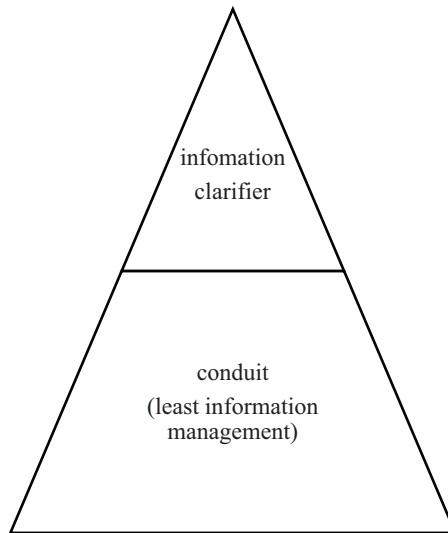 infomation
clarifier
conduit
(least information
management)